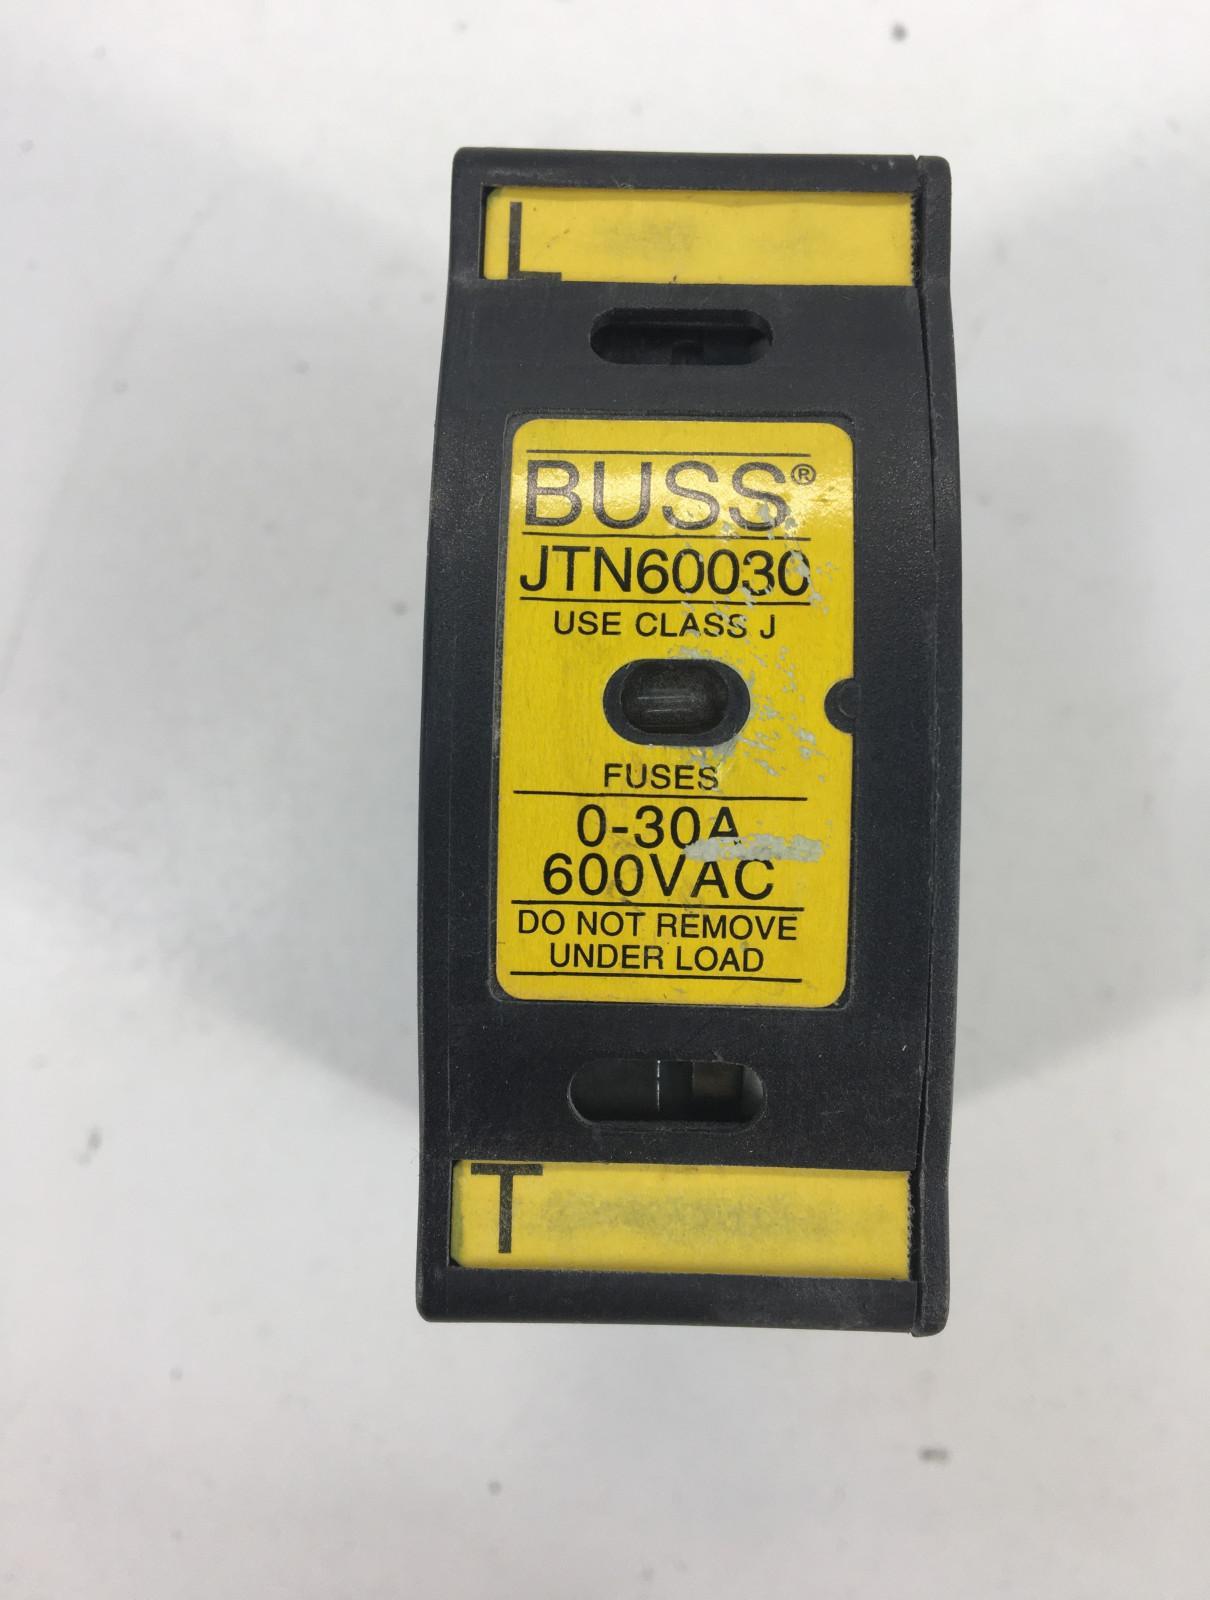 L
BUSS®
JTN60030
USE CLASS J
FUSES
0-30A
600VAC
DO NOT REMOVE
UNDER LOAD
T